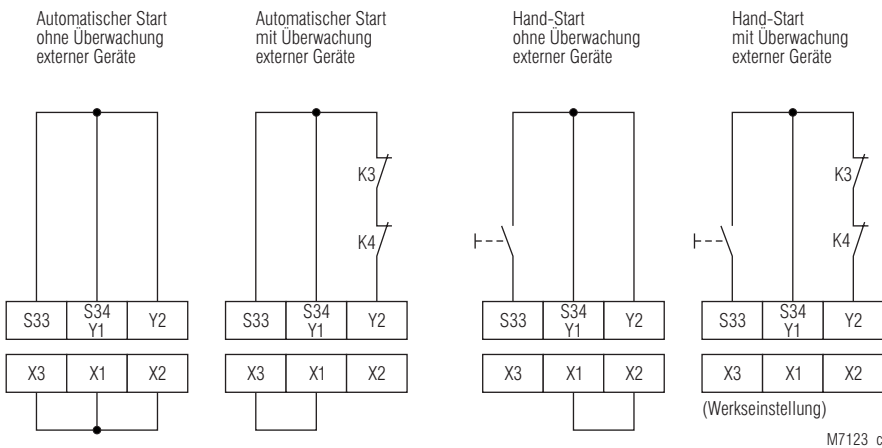 Automatischer Start
ohne Überwachung
externer Geräte
Automatischer Start
mit Überwachung
externer Geräte
Hand-Start
ohne Überwachung
externer Geräte
Hand-Start
mit Überwachung
externer Geräte
K3
K4
K3
K4
S33
S34
Y1
Y2
S33
S34
Y1
Y2
S33
S34
Y1
Y2
S33
S34
Y1
Y2
X3
X1
X2
X3
X1
X2
X3
X1
X2
X3
X1
X2
(Werkseinstellung)
M7123_c